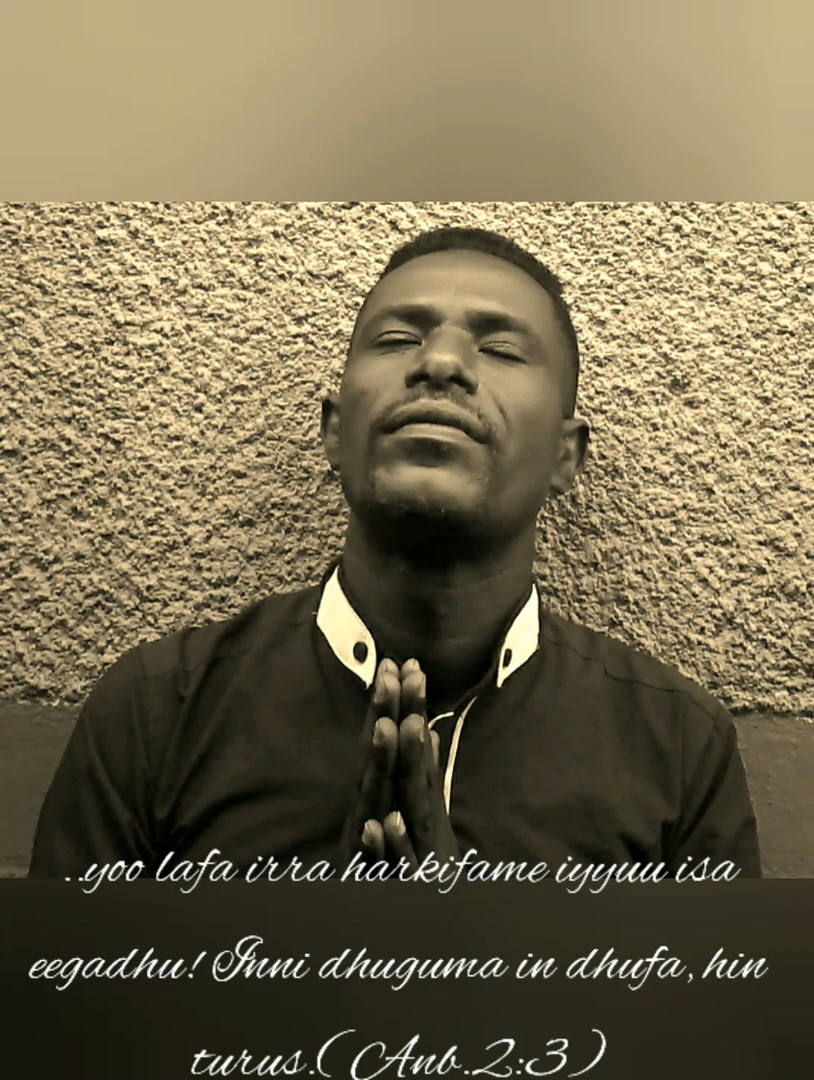 ..yoo lafa irra harkifame iyyuu isa
eegadhu! Inni dhuguma in dhufa, hin
turus.(Anb.2:3)